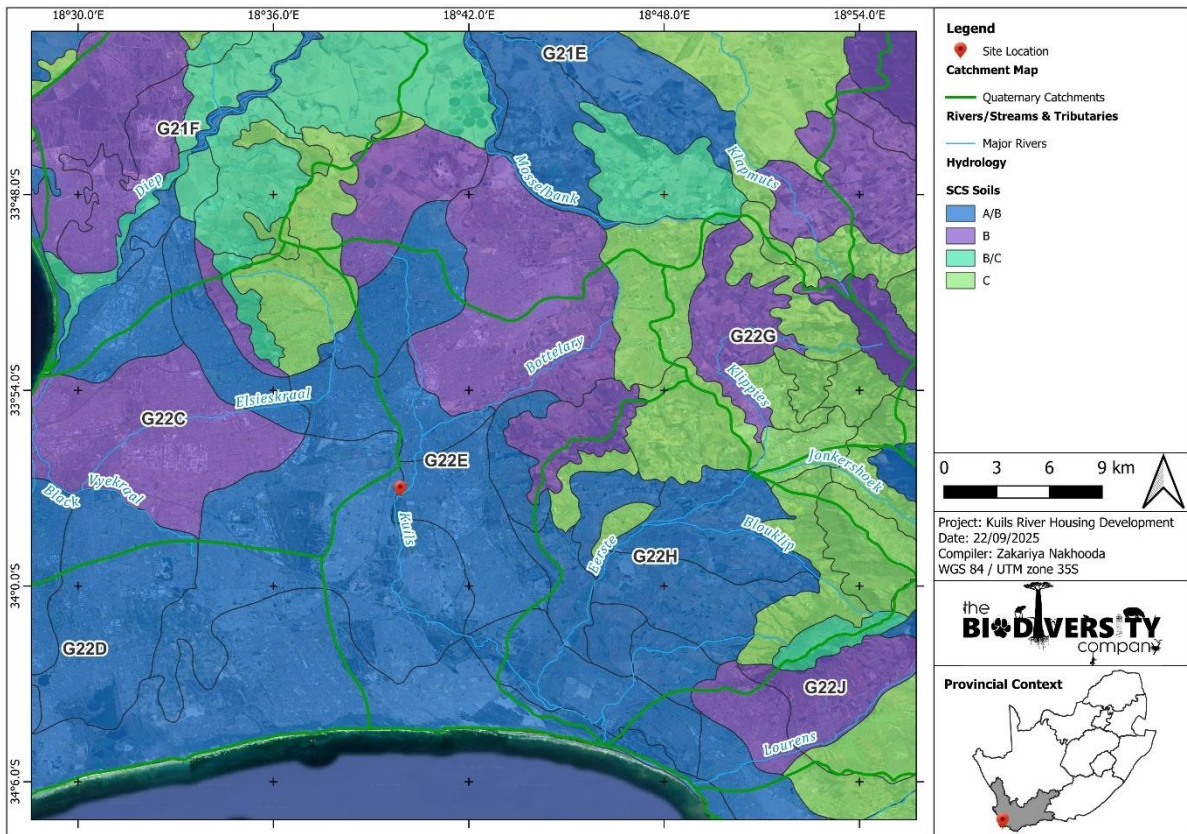 18°30.0'E 18°36.0'E 18°42.0'E 18°48.0'E 18°54.0'E
33°48.0'S
33°54.0'S
34°0.0'S
34°6.0'S
G21E
G21F
Diep
Mosselbank
Klapmuts
G22G
Bottelary
Klippies
Elsieskraal
G22C
G22E
Jonkershoek
Vyekraal
Black
Kuils
Blouklip
Eerste
G22H
G22D
G22J
Lourens
Legend
Site Location
Catchment Map
Quaternary Catchments
Rivers/Streams & Tributaries
Major Rivers
Hydrology
SCS Soils
A/B
B
B/C
C
0 3 6 9 km
Project: Kuils River Housing Development
Date: 22/09/2025
Compiler: Zakariya Nakhooda
WGS 84 / UTM zone 35S
the
BIODIVERSITY
company
Provincial Context